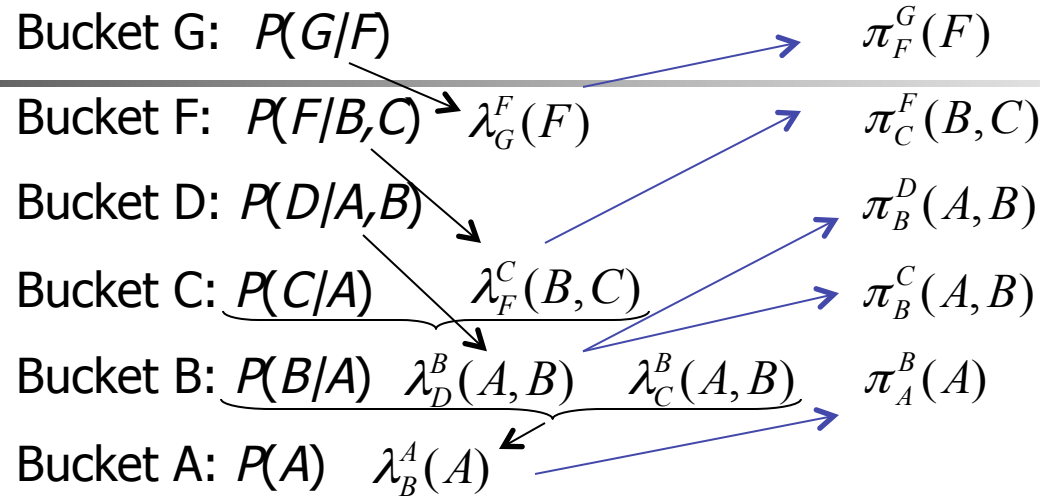 Bucket G: P(G/F) π_F^G(F)
Bucket F: P(F/B,C) λ_G^F(F) π_C^F(B,C)
Bucket D: P(D/A,B) π_B^D(A,B)
Bucket C: P(C/A) λ_F^C(B,C) π_B^C(A,B)
Bucket B: P(B/A) λ_D^B(A,B) λ_C^B(A,B) π_A^B(A)
Bucket A: P(A) λ_B^A(A)